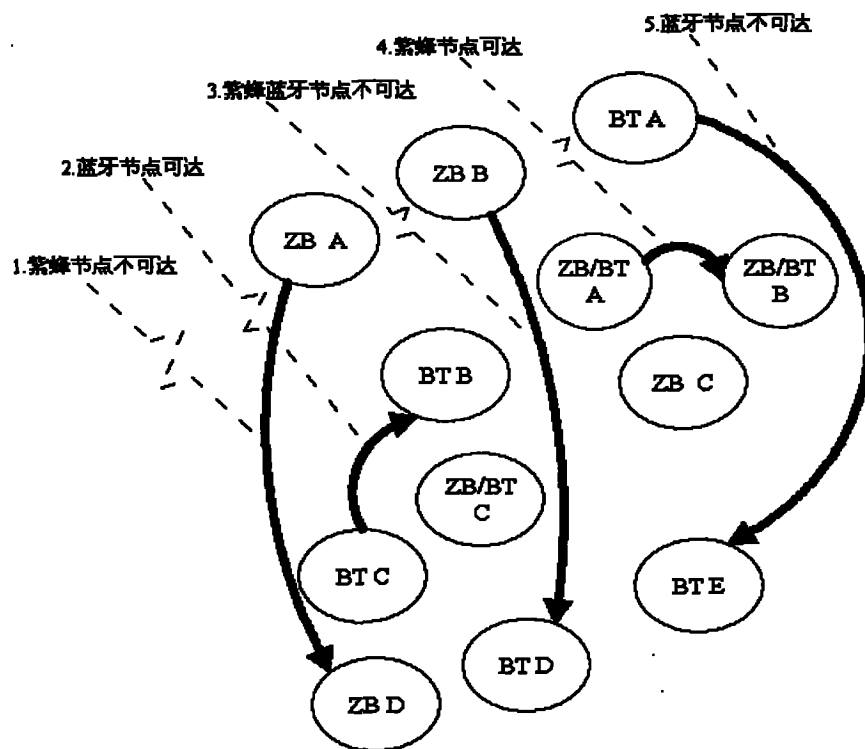 5.蓝牙节点不可达
4.紫蜂节点可达
3.紫蜂蓝牙节点不可达
2.蓝牙节点可达
1.紫蜂节点不可达
BT A
ZB B
ZB A
ZB/BT
A
ZB/BT
B
BT B
ZB C
ZB/BT
C
BT C
BT E
BT D
ZB D